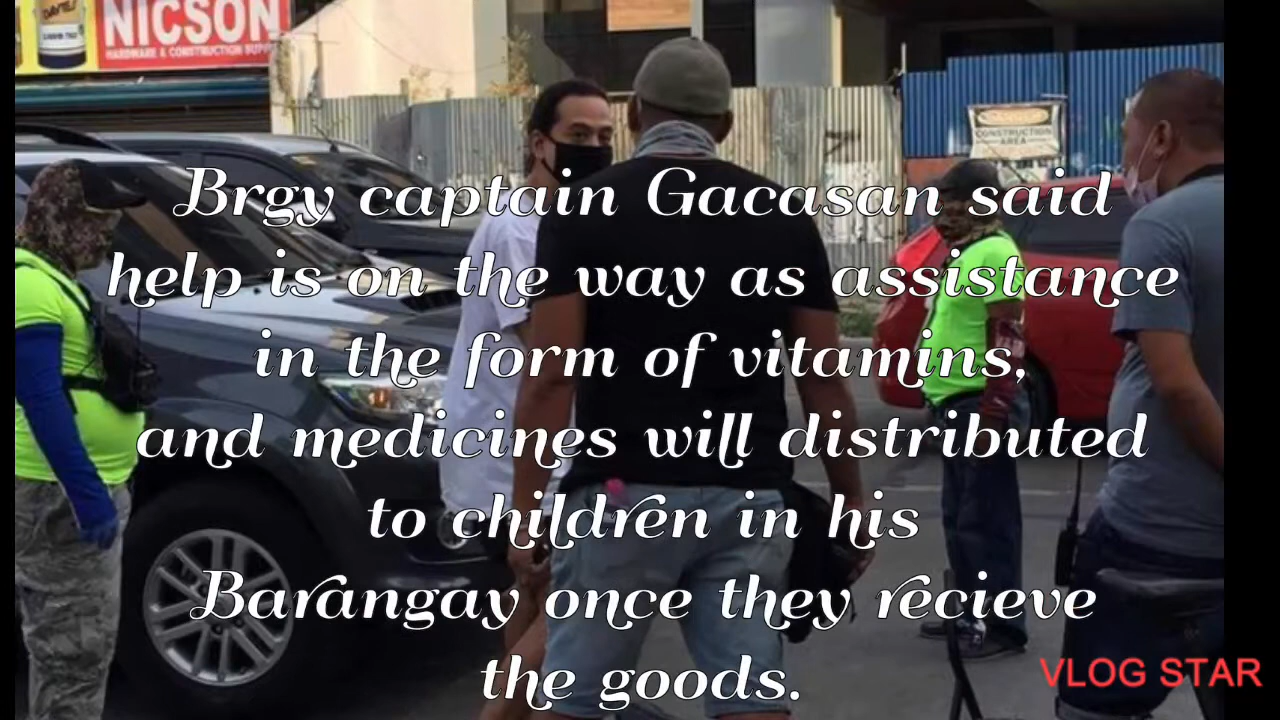 DAVIES
NICSON
HARDWARE & CONSTRUCTION SUPPLY
CONSTRUCTION
AREA
Brgy captain Gacasan said
help is on the way as assistance
in the form of vitamins,
and medicines will distributed
to children in his
Barangay once they recieve
the goods.
VLOG STAR